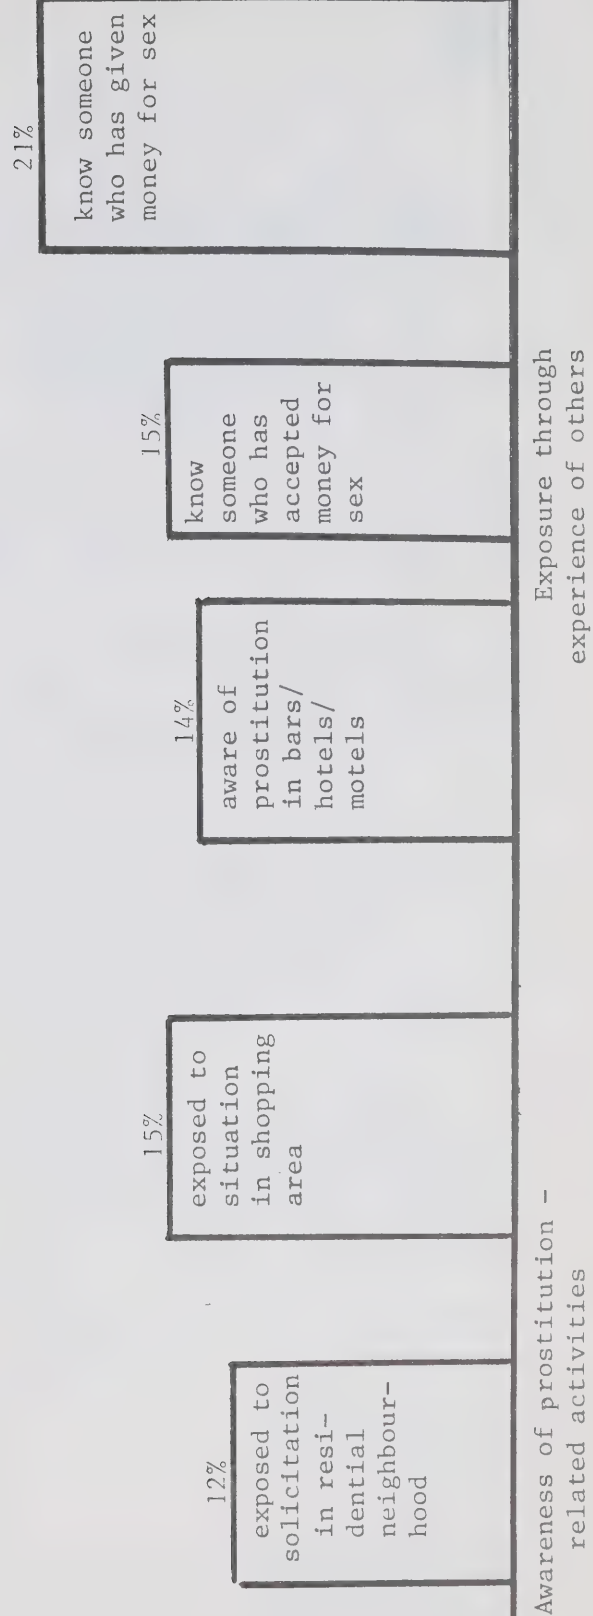 12%
exposed to
solicitation
in resi-
dential
neighbour-
hood
15%
exposed to
situation
in shopping
area
14%
aware of
prostitution
in bars/
hotels/
motels
15%
know
someone
who has
accepted
money for
sex
21%
know someone
who has given
money for sex
Awareness of prostitution -
related activities
Exposure through
experience of others